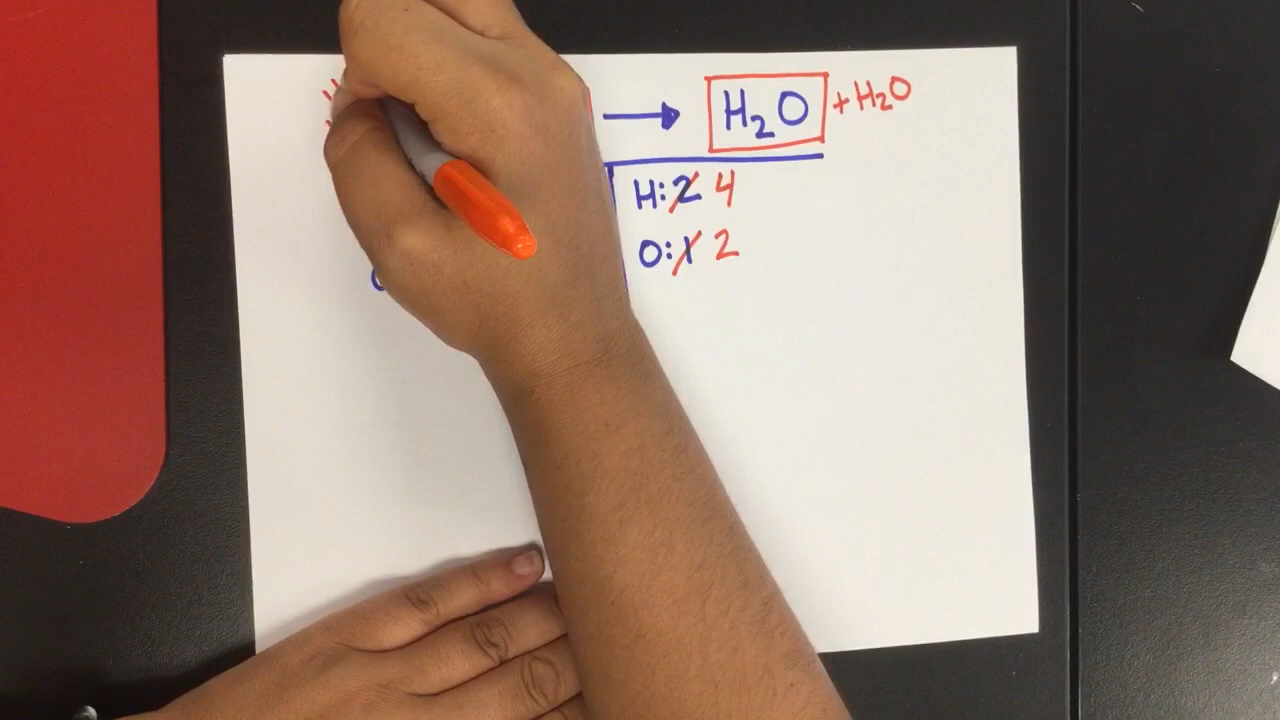 → H₂O + H₂O
H: 2 4
O: 1 2